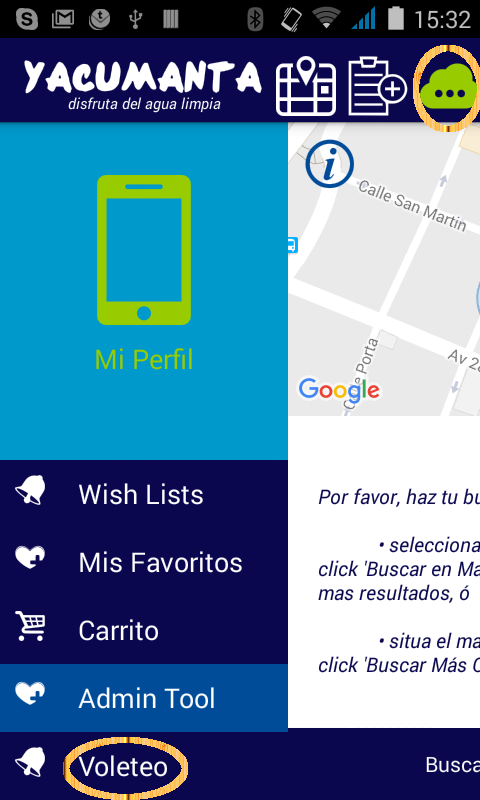 15:32
YACUMANTA
disfruta del agua limpia
i
Calle San Martin
Mi Perfil
Porta
Av 2
Google
Wish Lists
Por favor, haz tu bu
Mis Favoritos
• selecciona
click 'Buscar en Ma
mas resultados, ó
Carrito
• situa el ma
click 'Buscar Más C
Admin Tool
Voleteo
Busca